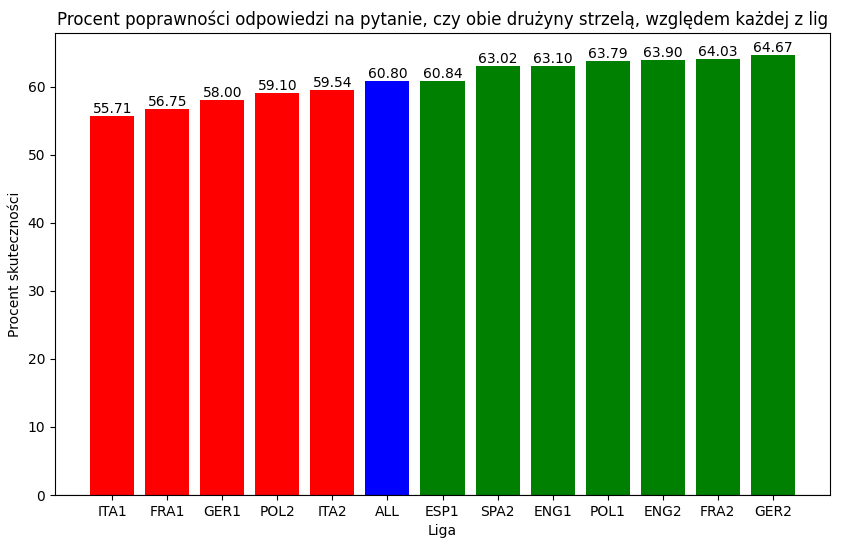 Procent poprawności odpowiedzi na pytanie, czy obie drużyny strzelą, względem każdej z lig
55.71 56.75 58.00 59.10 59.54 60.80 60.84 63.02 63.10 63.79 63.90 64.03 64.67
60
50
40
30
20
10
0
Procent skuteczności
ITA1 FRA1 GER1 POL2 ITA2 ALL ESP1 SPA2 ENG1 POL1 ENG2 FRA2 GER2
Liga